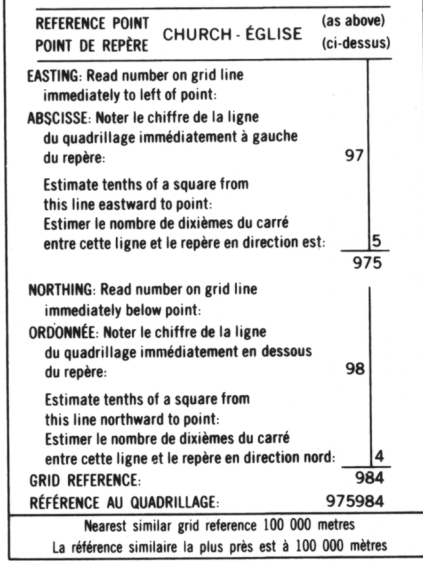 REFERENCE POINT CHURCH - ÉGLISE (as above)
POINT DE REPÈRE (ci-dessus)
EASTING: Read number on grid line
immediately to left of point:
ABSCISSE: Noter le chiffre de la ligne
du quadrillage immédiatement à gauche
du repère: 97
Estimate tenths of a square from
this line eastward to point:
Estimer le nombre de dixièmes du carré
entre cette ligne et le repère en direction est: 5
975
NORTHING: Read number on grid line
immediately below point:
ORDONNÉE: Noter le chiffre de la ligne
du quadrillage immédiatement en dessous
du repère: 98
Estimate tenths of a square from
this line northward to point:
Estimer le nombre de dixièmes du carré
entre cette ligne et le repère en direction nord: 4
GRID REFERENCE: 984
RÉFÉRENCE AU QUADRILLAGE: 975984
Nearest similar grid reference 100 000 metres
La référence similaire la plus près est à 100 000 mètres